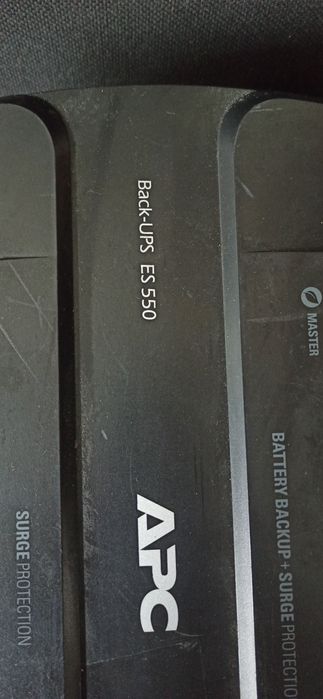 MASTER
BATTERY BACKUP + SURGE PROTECTIO
Back-UPS ES 550
APC
SURGE PROTECTION